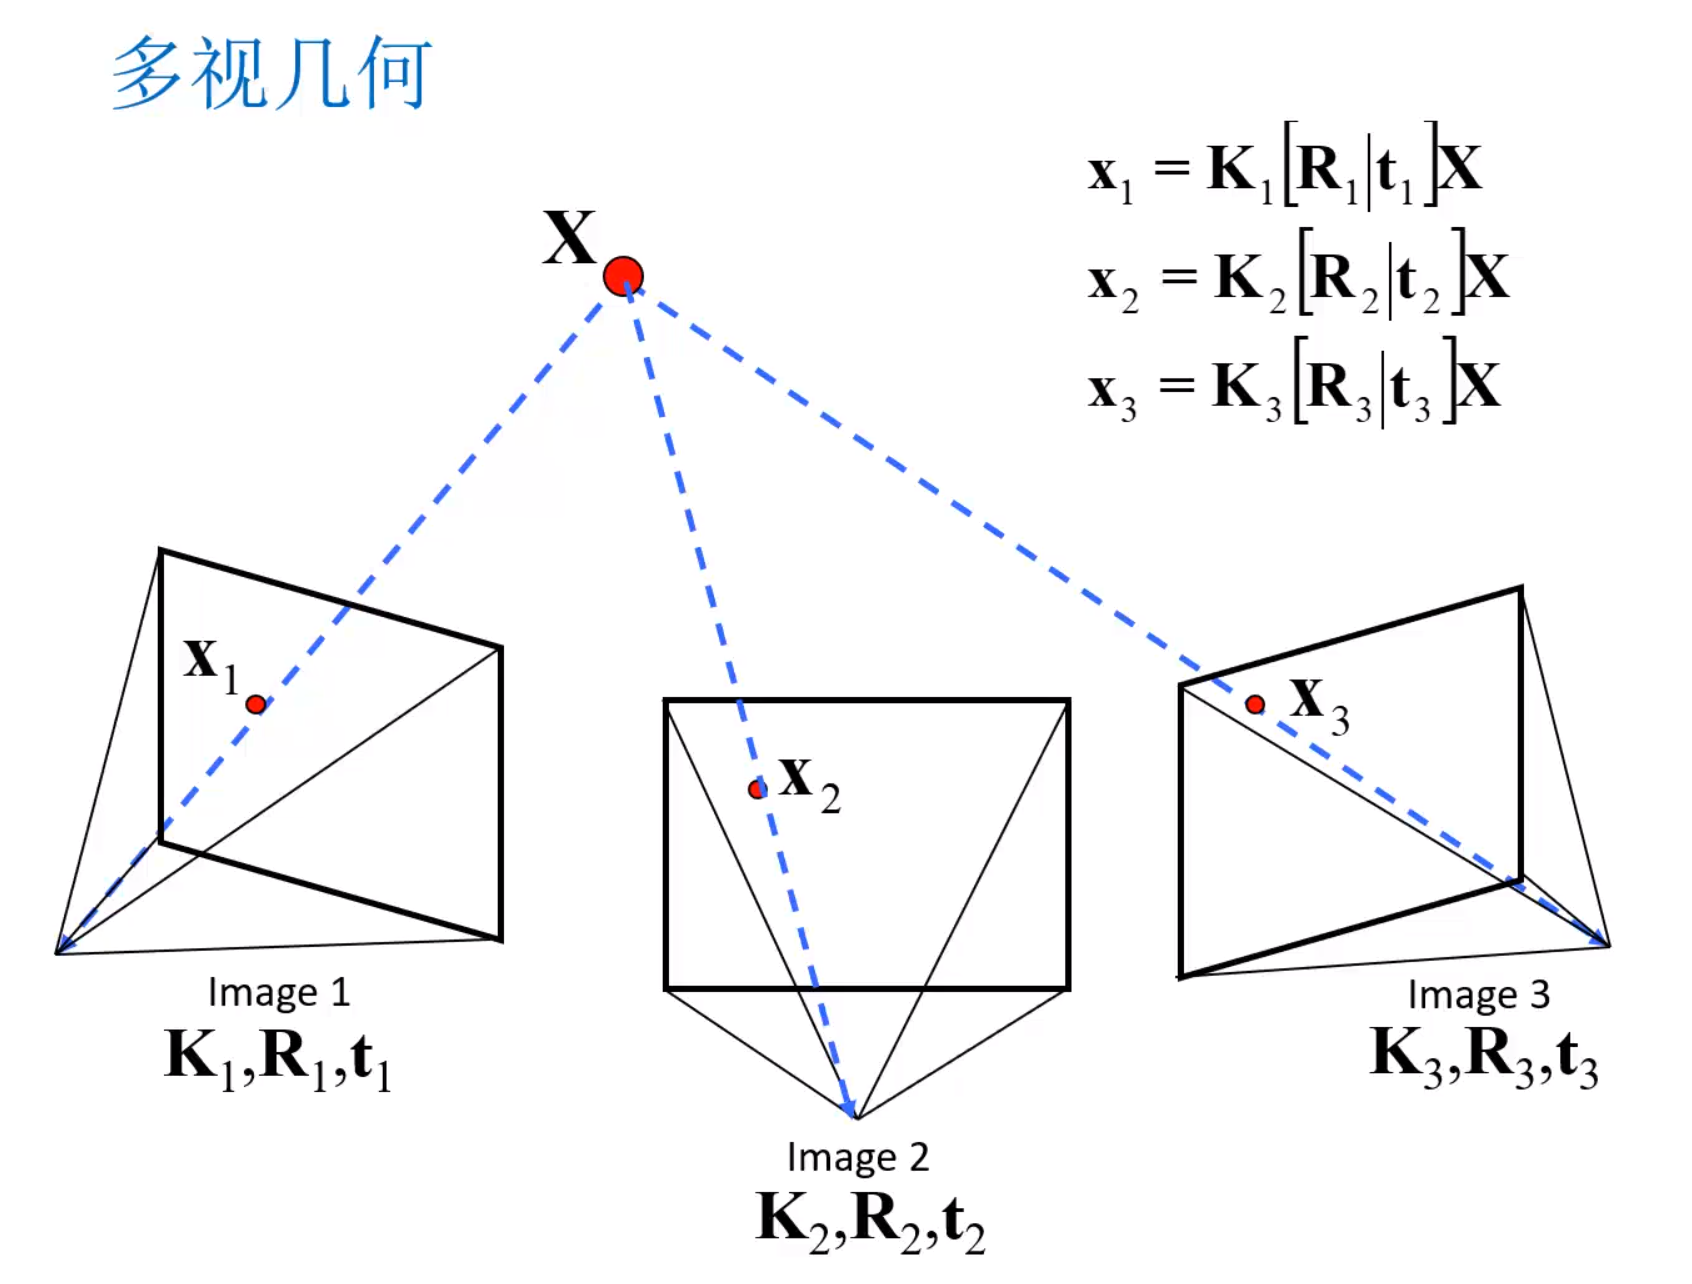 多视几何
x₁ = K₁[R₁|t₁]X
x₂ = K₂[R₂|t₂]X
x₃ = K₃[R₃|t₃]X
X
x₁
x₂
x₃
Image 1
K₁,R₁,t₁
Image 2
K₂,R₂,t₂
Image 3
K₃,R₃,t₃